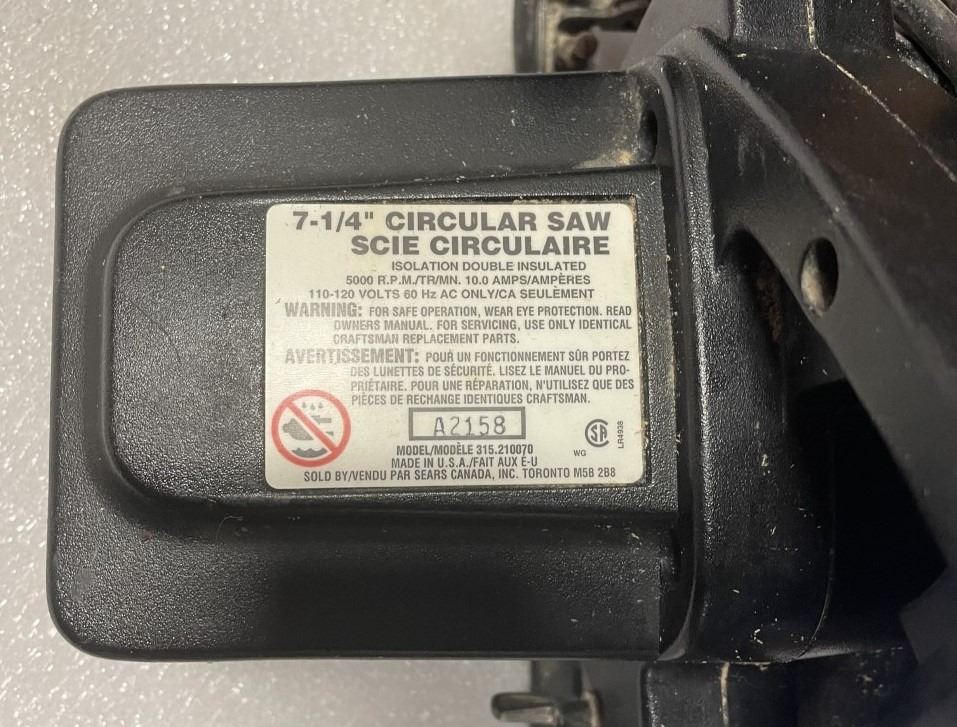 7-1/4" CIRCULAR SAW
SCIE CIRCULAIRE
ISOLATION DOUBLE INSULATED
5000 R.P.M./TR/MN. 10.0 AMPS/AMPÈRES
110-120 VOLTS 60 Hz AC ONLY/CA SEULEMENT
WARNING: FOR SAFE OPERATION, WEAR EYE PROTECTION. READ
OWNERS MANUAL. FOR SERVICING, USE ONLY IDENTICAL
CRAFTSMAN REPLACEMENT PARTS.
AVERTISSEMENT: POUR UN FONCTIONNEMENT SÛR PORTEZ
DES LUNETTES DE SÉCURITÉ. LISEZ LE MANUEL DU PRO-
PRIÉTAIRE. POUR UNE RÉPARATION, N'UTILISEZ QUE DES
PIÈCES DE RECHANGE IDENTIQUES CRAFTSMAN.
A2158
SP
WG
LR4938
MODEL/MODÈLE 315.210070
MADE IN U.S.A./FAIT AUX É-U
SOLD BY/VENDU PAR SEARS CANADA, INC. TORONTO M5B 2B8